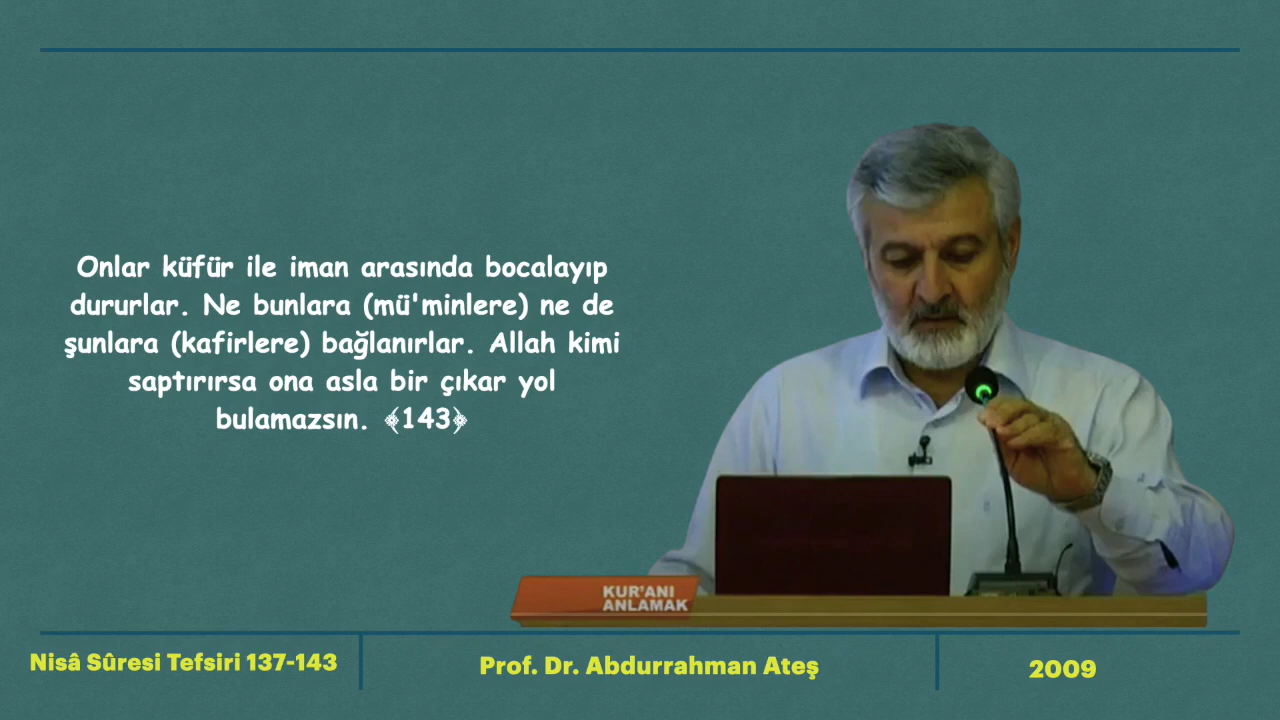 Onlar küfür ile iman arasında bocalayıp
dururlar. Ne bunlara (mü'minlere) ne de
şunlara (kafirlere) bağlanırlar. Allah kimi
saptırırsa ona asla bir çıkar yol
bulamazsın. ﴾143﴿
KUR'ANI
ANLAMAK
Nisâ Sûresi Tefsiri 137-143
Prof. Dr. Abdurrahman Ateş
2009